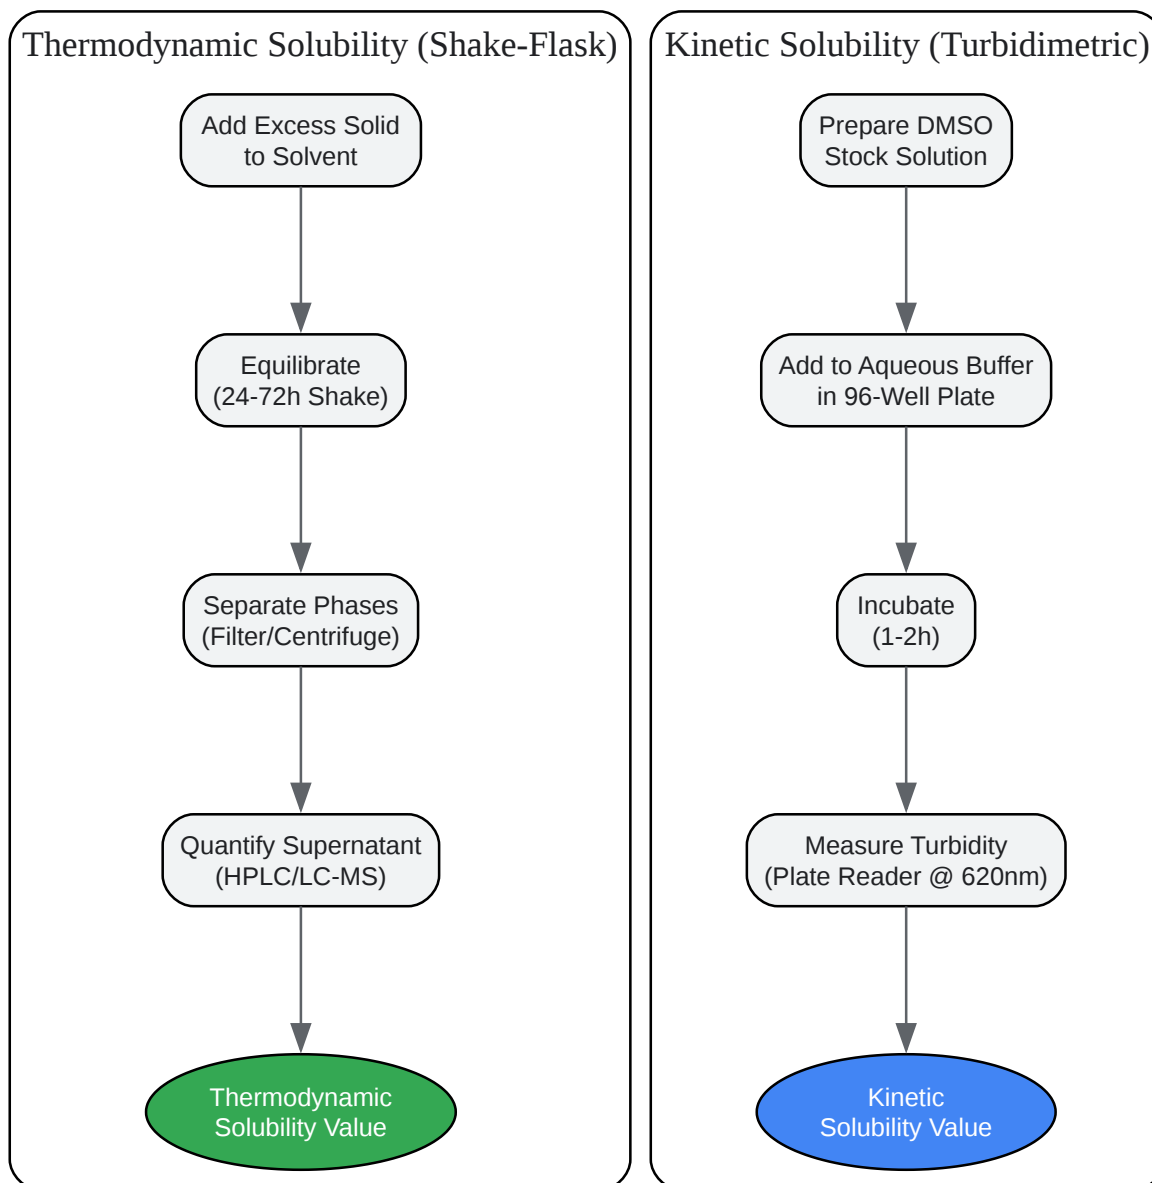 Thermodynamic Solubility (Shake-Flask)
Add Excess Solid
to Solvent
Equilibrate
(24-72h Shake)
Separate Phases
(Filter/Centrifuge)
Quantify Supernatant
(HPLC/LC-MS)
Thermodynamic
Solubility Value
Kinetic Solubility (Turbidimetric)
Prepare DMSO
Stock Solution
Add to Aqueous Buffer
in 96-Well Plate
Incubate
(1-2h)
Measure Turbidity
(Plate Reader @ 620nm)
Kinetic
Solubility Value